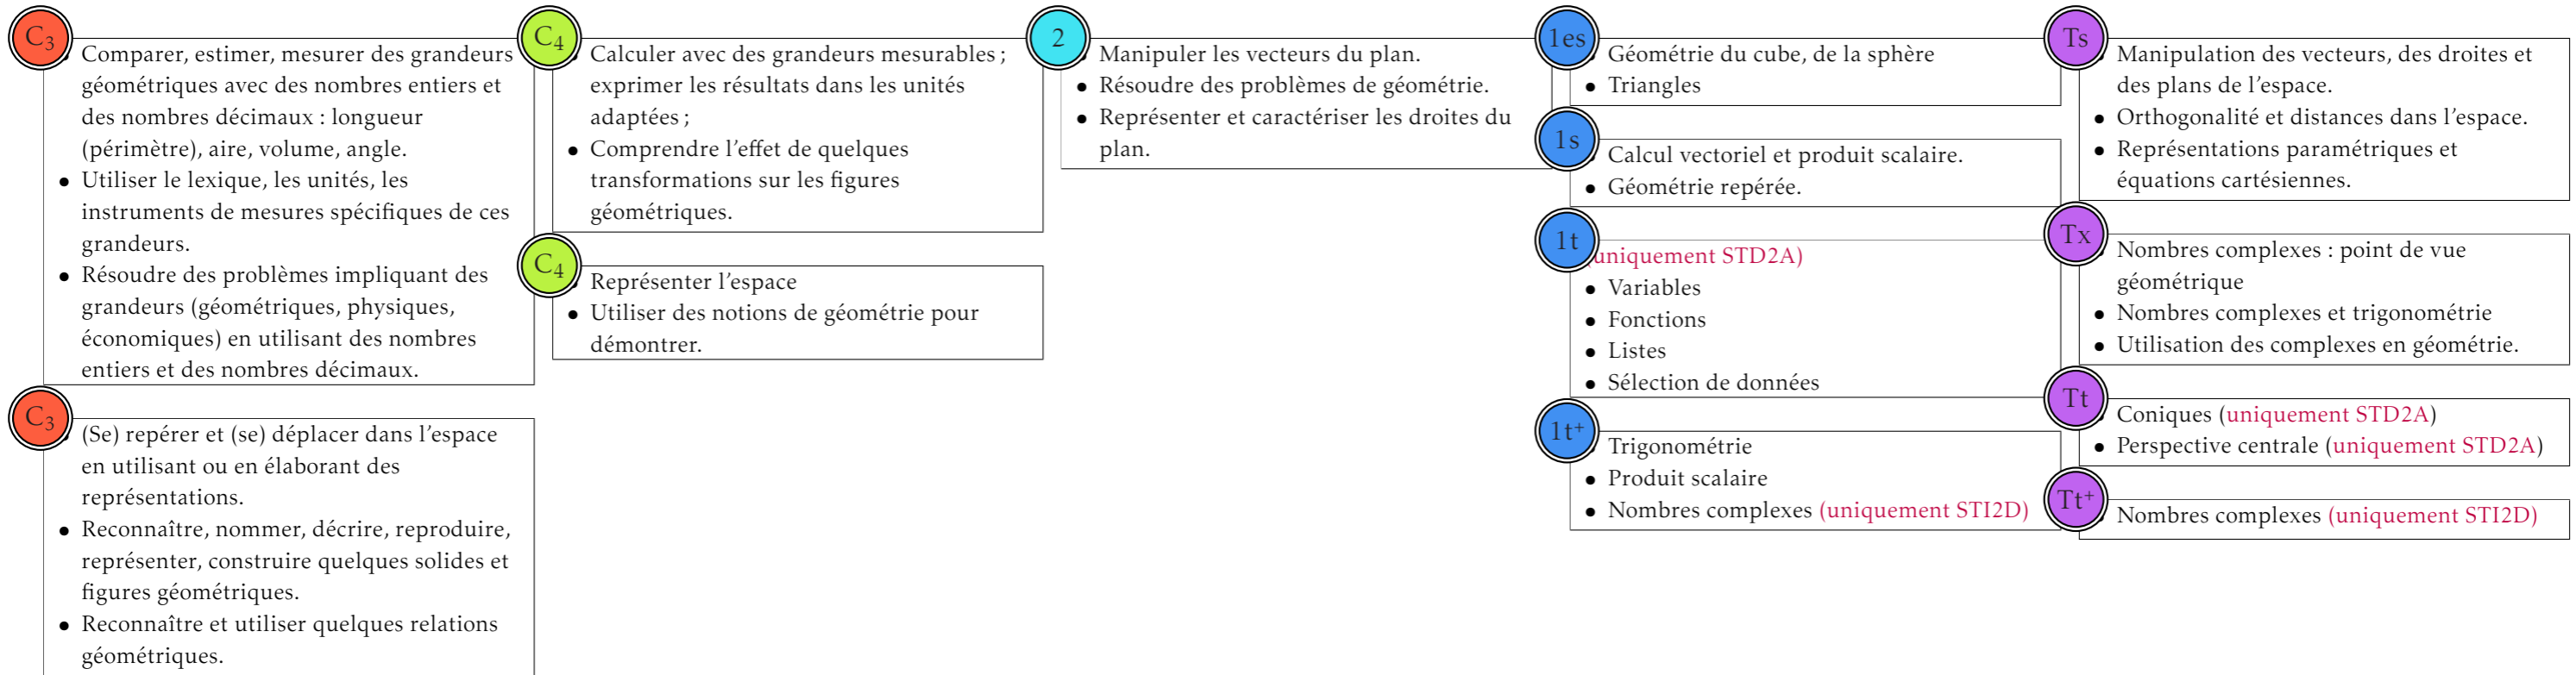 C3
Comparer, estimer, mesurer des grandeurs
géométriques avec des nombres entiers et
des nombres décimaux : longueur
(périmètre), aire, volume, angle.
• Utiliser le lexique, les unités, les
instruments de mesures spécifiques de ces
grandeurs.
• Résoudre des problèmes impliquant des
grandeurs (géométriques, physiques,
économiques) en utilisant des nombres
entiers et des nombres décimaux.
C3
(Se) repérer et (se) déplacer dans l'espace
en utilisant ou en élaborant des
représentations.
• Reconnaître, nommer, décrire, reproduire,
représenter, construire quelques solides et
figures géométriques.
• Reconnaître et utiliser quelques relations
géométriques.
C4
Calculer avec des grandeurs mesurables ;
exprimer les résultats dans les unités
adaptées ;
• Comprendre l'effet de quelques
transformations sur les figures
géométriques.
C4
Représenter l'espace
• Utiliser des notions de géométrie pour
démontrer.
2
Manipuler les vecteurs du plan.
• Résoudre des problèmes de géométrie.
• Représenter et caractériser les droites du
plan.
1es
Géométrie du cube, de la sphère
• Triangles
1s
Calcul vectoriel et produit scalaire.
• Géométrie repérée.
1t
(uniquement STD2A)
• Variables
• Fonctions
• Listes
• Sélection de données
1t+
Trigonométrie
• Produit scalaire
• Nombres complexes (uniquement STI2D)
Ts
Manipulation des vecteurs, des droites et
des plans de l'espace.
• Orthogonalité et distances dans l'espace.
• Représentations paramétriques et
équations cartésiennes.
Tx
Nombres complexes : point de vue
géométrique
• Nombres complexes et trigonométrie
• Utilisation des complexes en géométrie.
Tt
Coniques (uniquement STD2A)
• Perspective centrale (uniquement STD2A)
Tt+
Nombres complexes (uniquement STI2D)